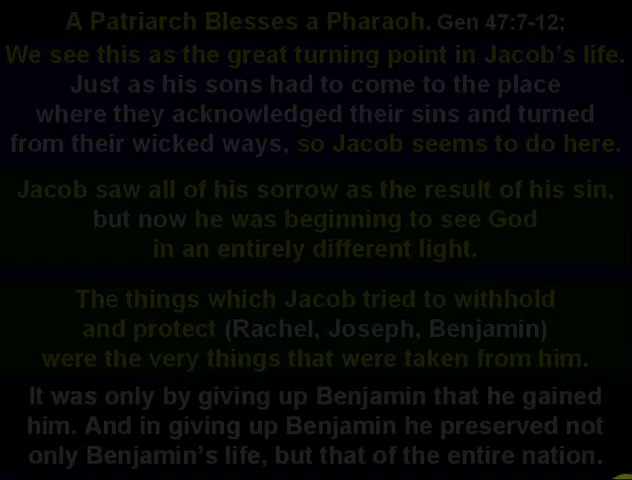 A Patriarch Blesses a Pharaoh. Gen 47:7-12;
We see this as the great turning point in Jacob's life.
Just as his sons had to come to the place
where they acknowledged their sins and turned
from their wicked ways, so Jacob seems to do here.
Jacob saw all of his sorrow as the result of his sin,
but now he was beginning to see God
in an entirely different light.
The things which Jacob tried to withhold
and protect (Rachel, Joseph, Benjamin)
were the very things that were taken from him.
It was only by giving up Benjamin that he gained
him. And in giving up Benjamin he preserved not
only Benjamin's life, but that of the entire nation.